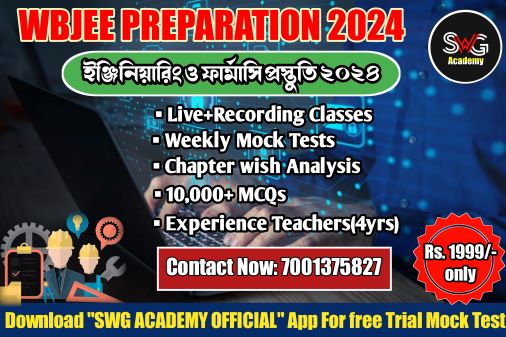 WBJEE PREPARATION 2024
SWG
Academy
ইঞ্জিনিয়ারিং ও ফার্মাসি প্রস্তুতি ২০২৪
▪ Live+Recording Classes
▪ Weekly Mock Tests
▪ Chapter wish Analysis
▪ 10,000+ MCQs
▪ Experience Teachers(4yrs)
Contact Now: 7001375827
Rs. 1999/-
only
Download "SWG ACADEMY OFFICIAL" App For free Trial Mock Test